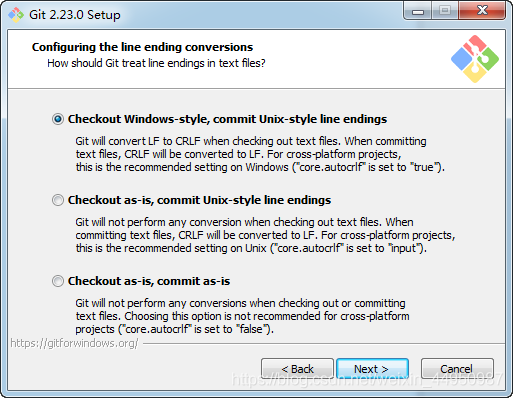 Git 2.23.0 Setup
Configuring the line ending conversions
How should Git treat line endings in text files?
Checkout Windows-style, commit Unix-style line endings
Git will convert LF to CRLF when checking out text files. When committing
text files, CRLF will be converted to LF. For cross-platform projects,
this is the recommended setting on Windows ("core.autocrlf" is set to "true").
Checkout as-is, commit Unix-style line endings
Git will not perform any conversion when checking out text files. When
committing text files, CRLF will be converted to LF. For cross-platform projects,
this is the recommended setting on Unix ("core.autocrlf" is set to "input").
Checkout as-is, commit as-is
Git will not perform any conversions when checking out or committing
text files. Choosing this option is not recommended for cross-platform
projects ("core.autocrlf" is set to "false").
https://gitforwindows.org/
< Back
Next >
Cancel
https://blog.csdn.net/weixin_44950987